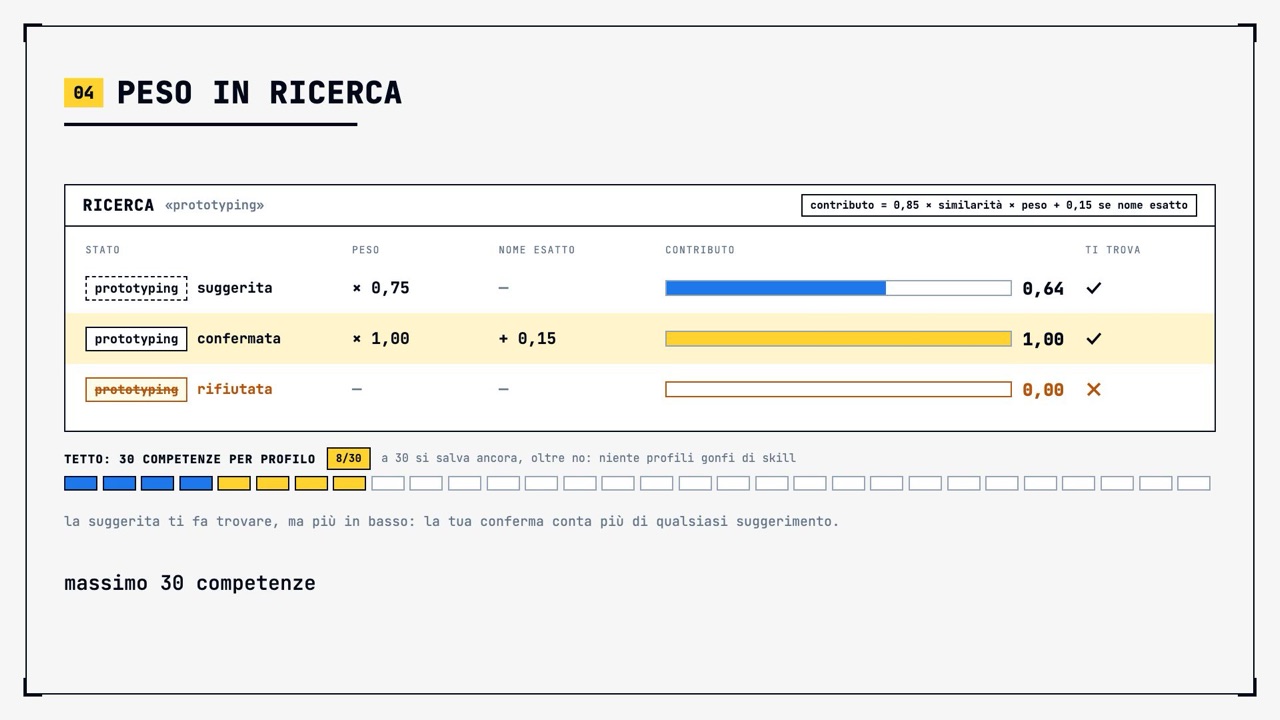 04 PESO IN RICERCA
RICERCA «prototyping» contributo = 0,85 × similarità × peso + 0,15 se nome esatto
STATO PESO NOME ESATTO CONTRIBUTO TI TROVA
prototyping suggerita × 0,75 — 0,64 ✓
prototyping confermata × 1,00 + 0,15 1,00 ✓
prototyping rifiutata — — 0,00 ✕
TETTO: 30 COMPETENZE PER PROFILO 8/30 a 30 si salva ancora, oltre no: niente profili gonfi di skill
la suggerita ti fa trovare, ma più in basso: la tua conferma conta più di qualsiasi suggerimento.
massimo 30 competenze